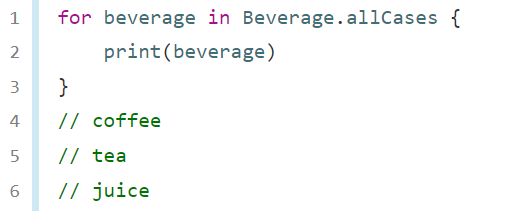 1 for beverage in Beverage.allCases {
2     print(beverage)
3 }
4 // coffee
5 // tea
6 // juice